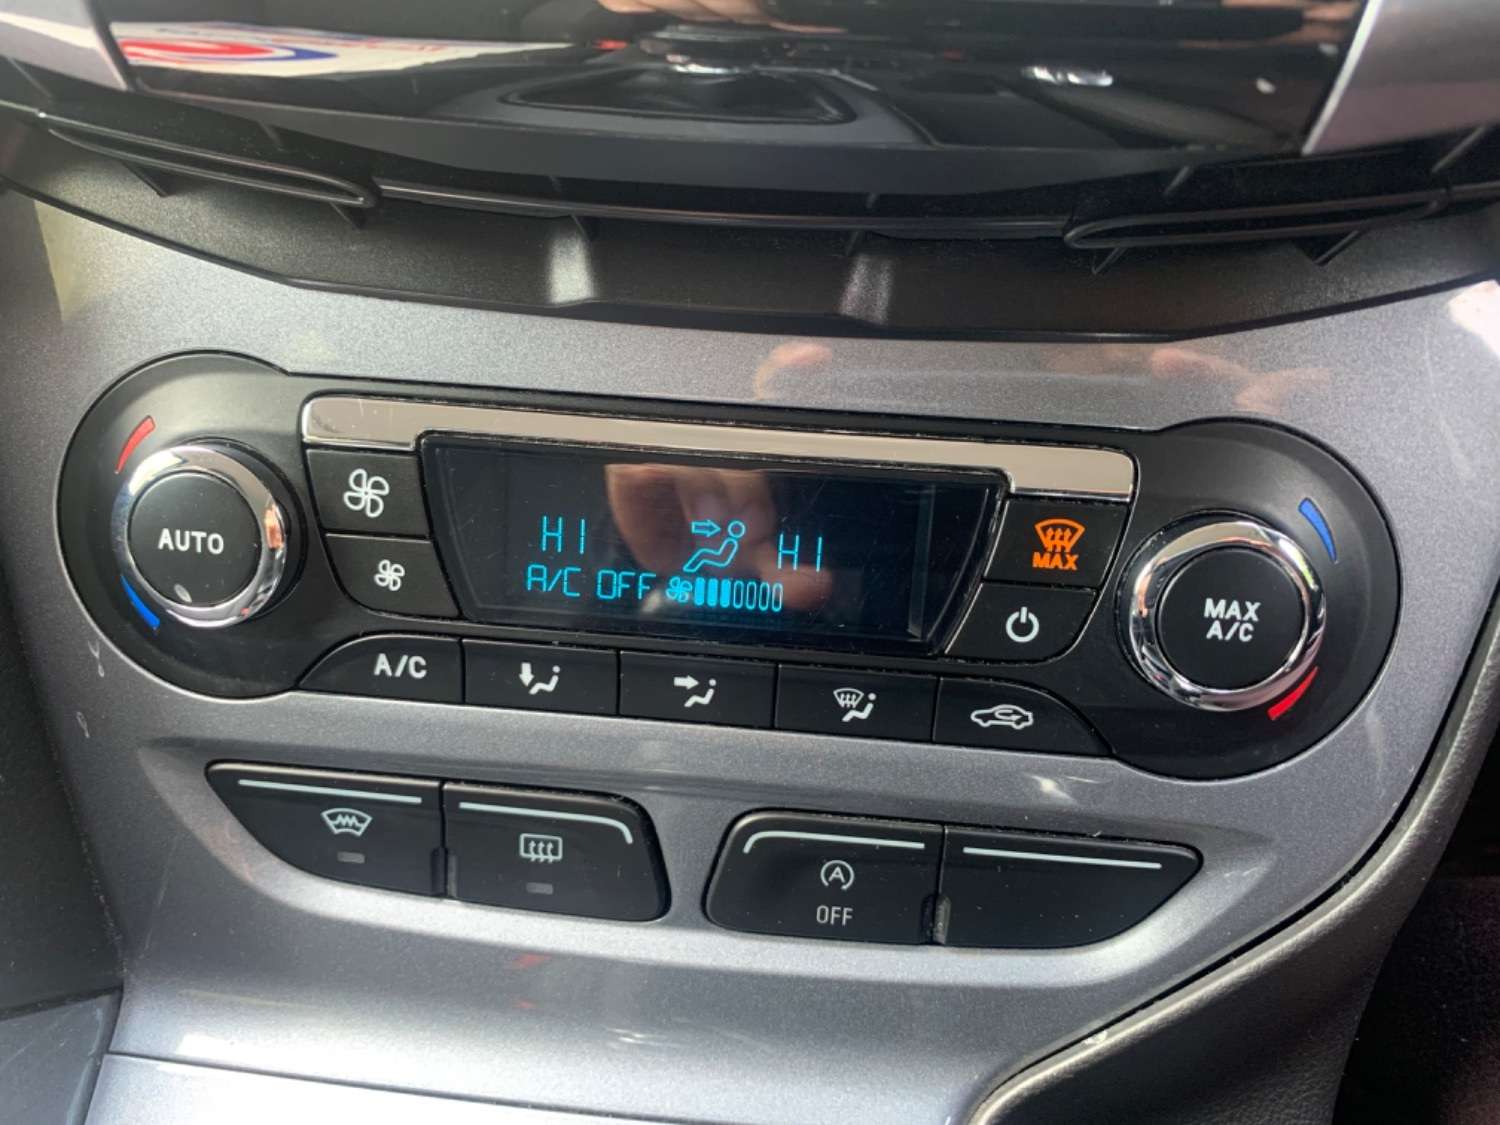 AUTO
HI HI
A/C OFF
MAX
MAX
A/C
A/C
OFF